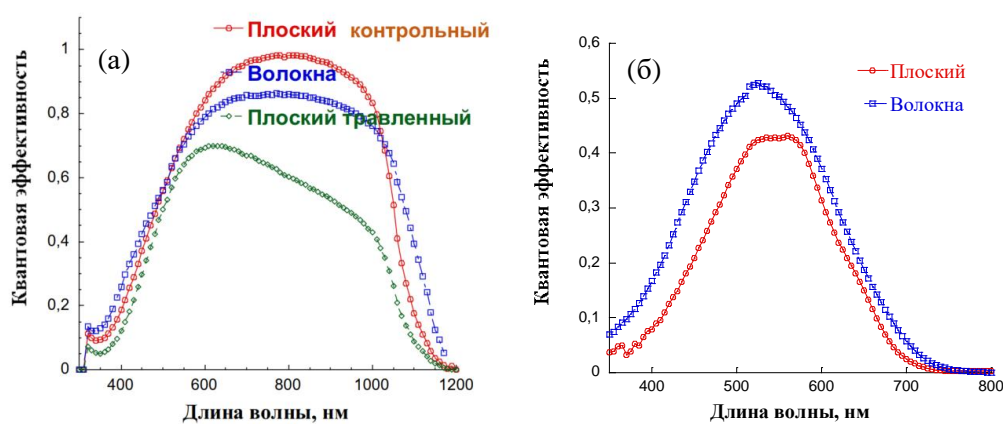 (а)
Плоский контрольный
Волокна
Плоский травленный
Квантовая эффективность
1
0,8
0,6
0,4
0,2
0
400 600 800 1000 1200
Длина волны, нм
(б)
Плоский
Волокна
Квантовая эффективность
0,6
0,5
0,4
0,3
0,2
0,1
0
400 500 600 700 800
Длина волны, нм